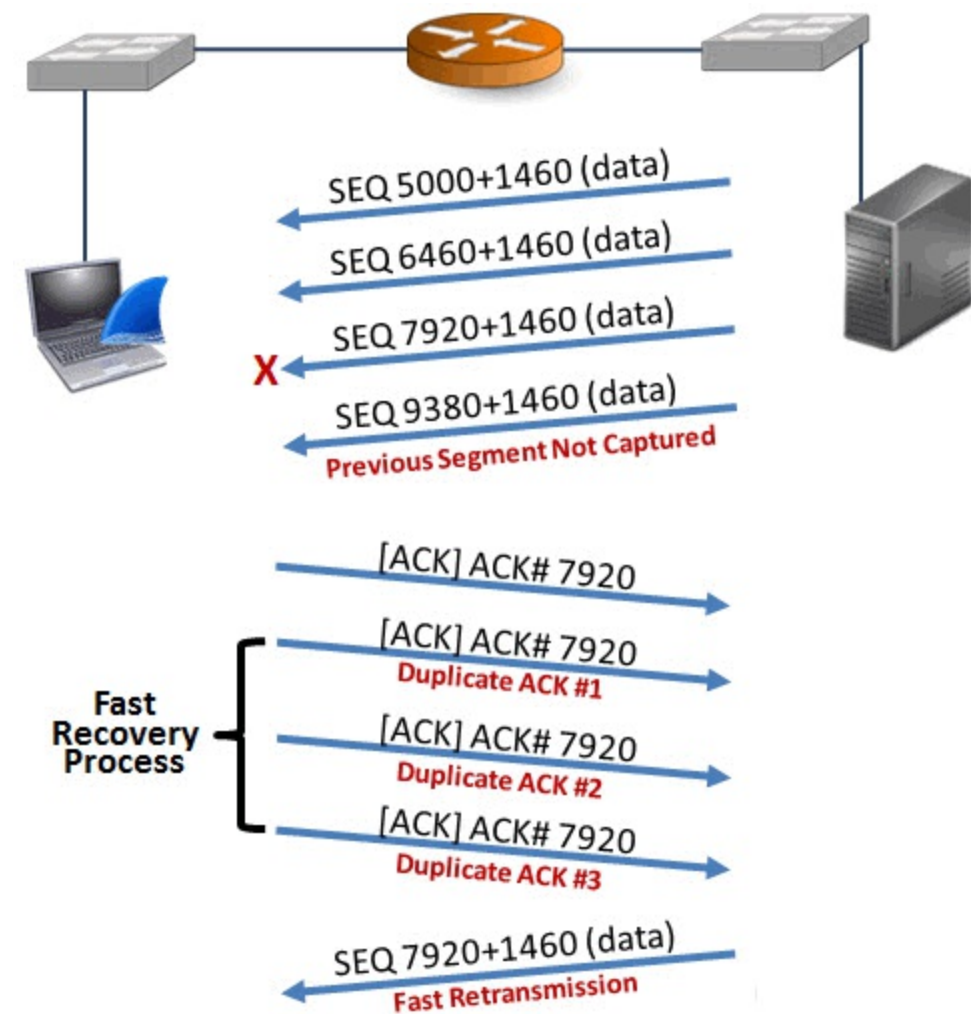 SEQ 5000+1460 (data)
SEQ 6460+1460 (data)
SEQ 7920+1460 (data)
X
SEQ 9380+1460 (data)
Previous Segment Not Captured
[ACK] ACK# 7920
[ACK] ACK# 7920
Duplicate ACK #1
Fast
Recovery
Process
[ACK] ACK# 7920
Duplicate ACK #2
[ACK] ACK# 7920
Duplicate ACK #3
SEQ 7920+1460 (data)
Fast Retransmission